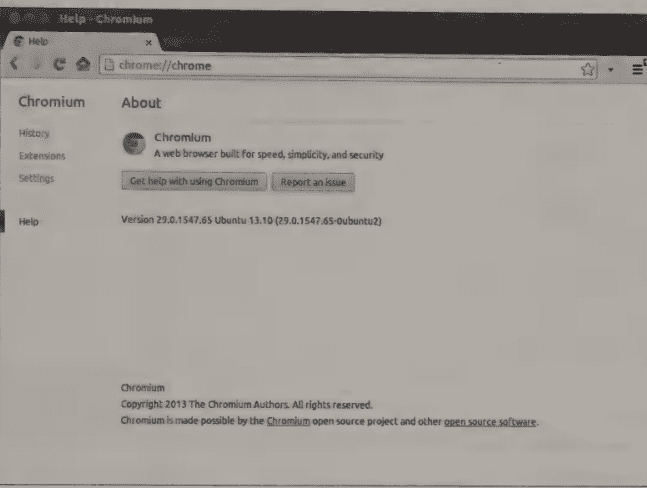 Help - Chromium
Help
chrome://chrome
Chromium
About
History
Chromium
A web browser built for speed, simplicity, and security
Extensions
Settings
Get help with using Chromium
Report an issue
Help
Version 29.0.1547.65 Ubuntu 13.10 (29.0.1547.65-0ubuntu2)
Chromium
Copyright 2013 The Chromium Authors. All rights reserved.
Chromium is made possible by the Chromium open source project and other open source software.